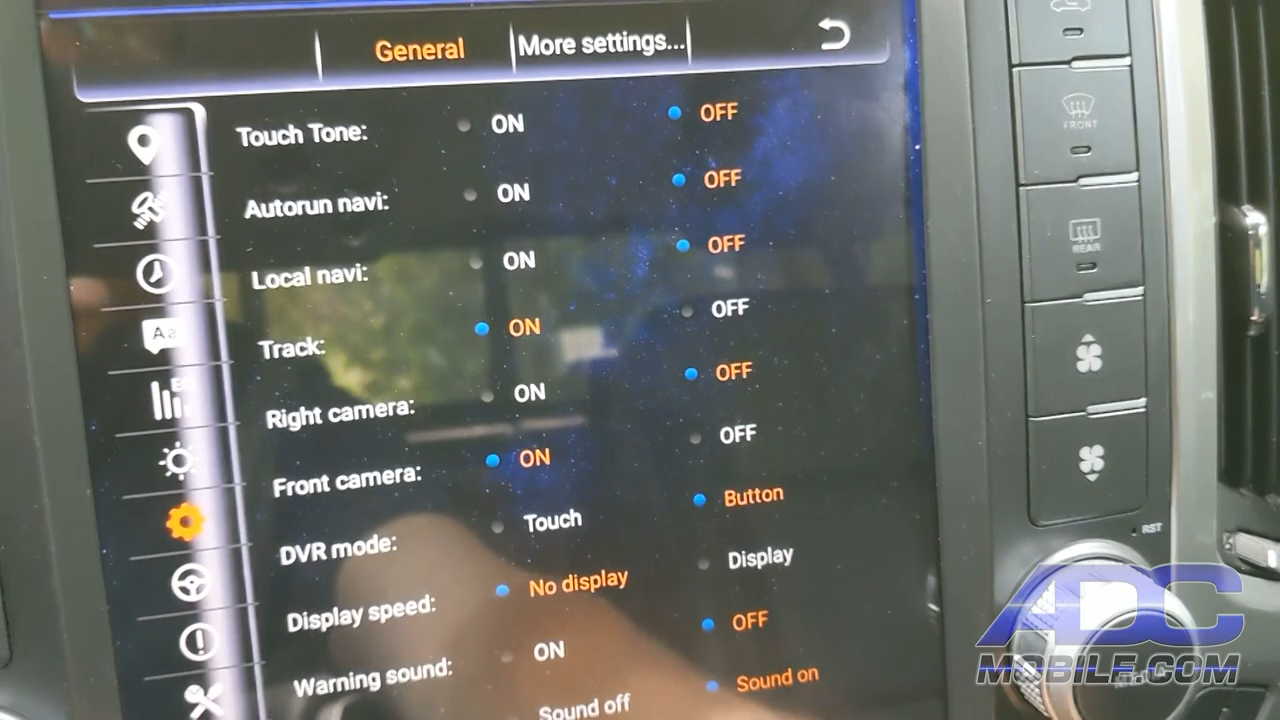 General More settings...
Touch Tone: ON OFF
Autorun navi: ON OFF
Local navi: ON OFF
Track: ON OFF
Right camera: ON OFF
Front camera: ON OFF
DVR mode: Touch Button
Display speed: No display Display
Warning sound: ON OFF
Sound off Sound on
Aa
EQ
FRONT
REAR
RST
ADC
MOBILE.COM